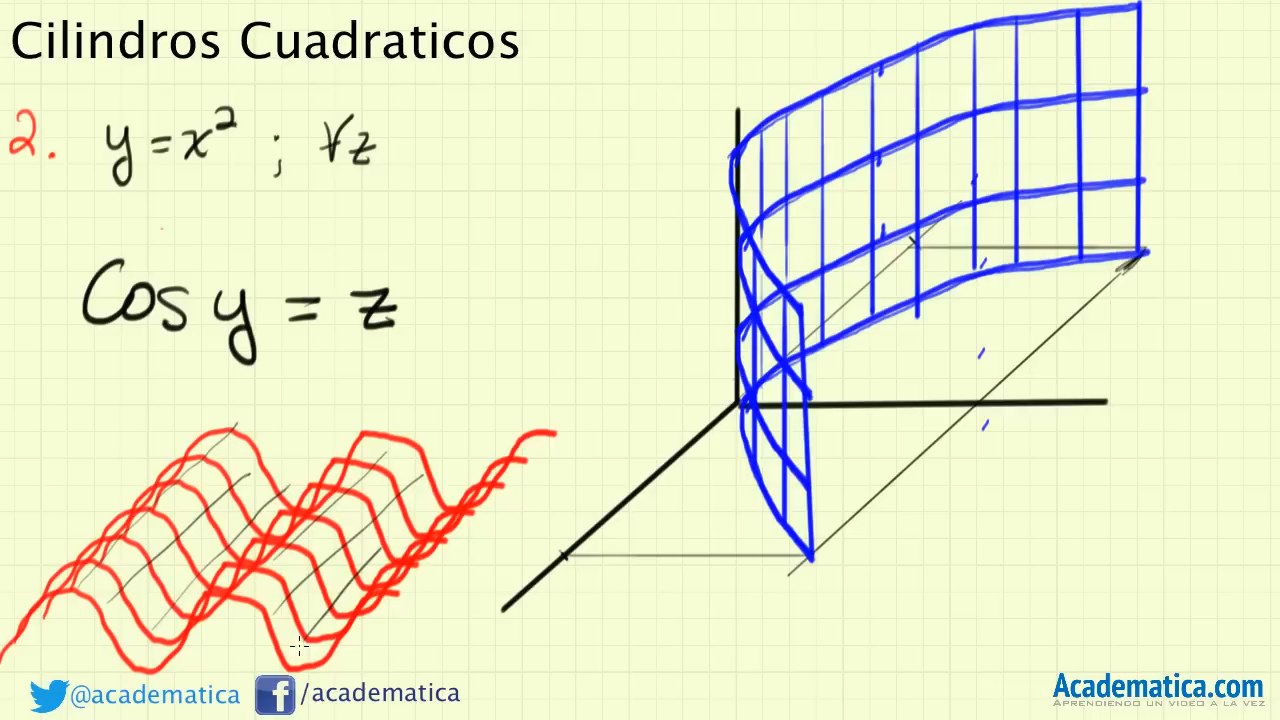 Cilindros Cuadraticos
2. y = x² ; ∀z
Cos y = z
@academatica f /academatica
Academatica.com
APRENDIENDO UN VIDEO A LA VEZ